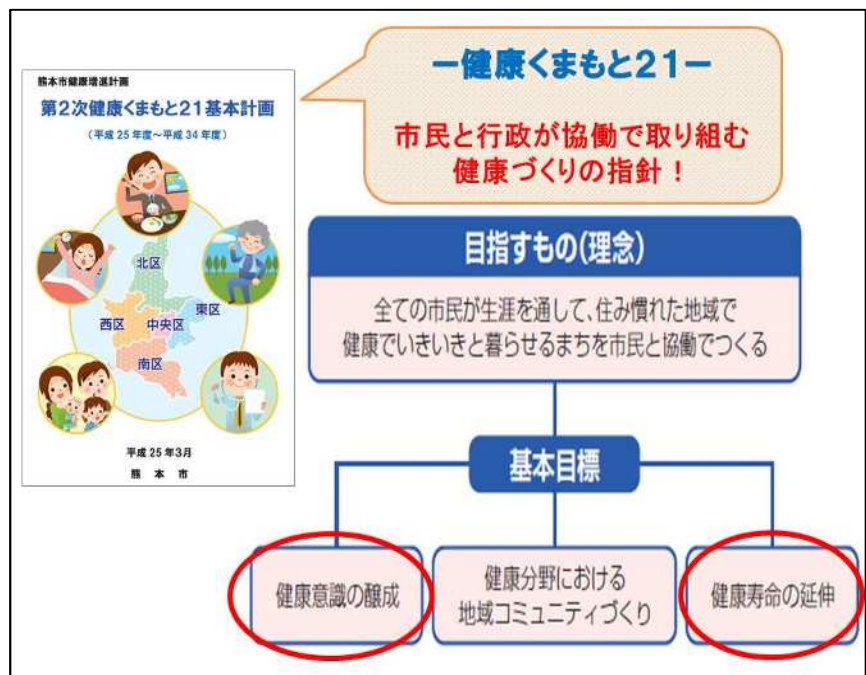 熊本市健康増進計画
第2次健康くまもと21基本計画
(平成25年度~平成34年度)
北区
東区
西区
中央区
南区
平成25年3月
熊本市
-健康くまもと21-
市民と行政が協働で取り組む
健康づくりの指針!
目指すもの(理念)
全ての市民が生涯を通して、住み慣れた地域で
健康でいきいきと暮らせるまちを市民と協働でつくる
基本目標
健康意識の醸成
健康分野における
地域コミュニティづくり
健康寿命の延伸